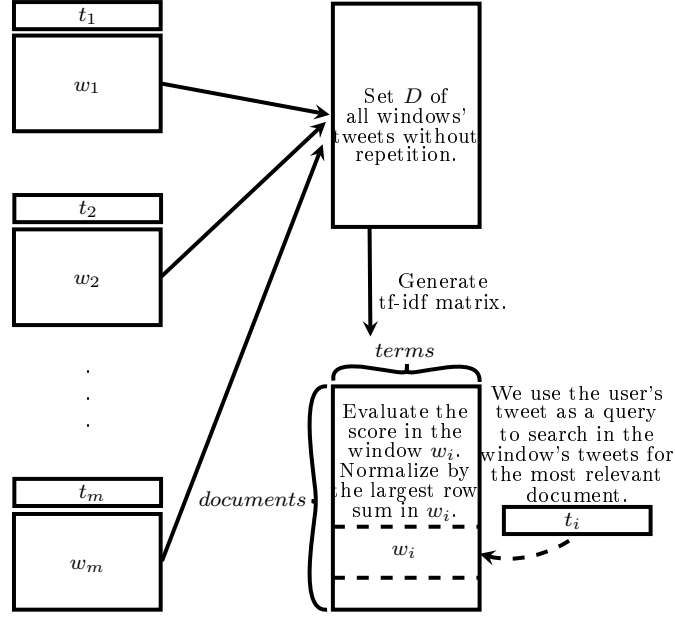 t₁
w₁
t₂
w₂
.
.
.
tₘ
wₘ
Set D of
all windows'
tweets without
repetition.
Generate
tf-idf matrix.
terms
documents
Evaluate the
score in the
window wᵢ.
Normalize by
the largest row
sum in wᵢ.
wᵢ
We use the user's
tweet as a query
to search in the
window's tweets for
the most relevant
document.
tᵢ